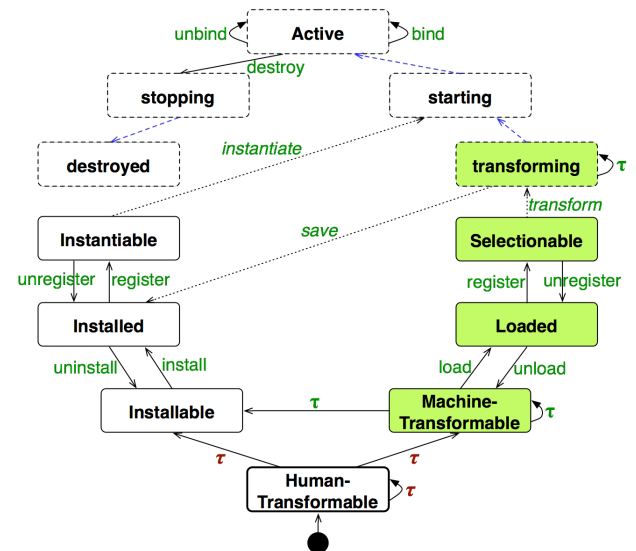 unbind
Active
bind
destroy
stopping
starting
destroyed
instantiate
transforming
τ
transform
Instantiable
save
Selectionable
unregister
register
register
unregister
Installed
Loaded
uninstall
install
load
unload
Installable
τ
Machine-
Transformable
τ
τ
τ
Human-
Transformable
τ